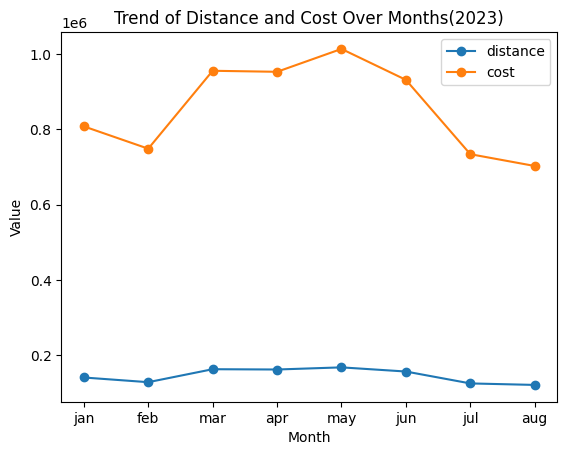 Trend of Distance and Cost Over Months(2023)
1e6
distance
cost
1.0
0.8
0.6
0.4
0.2
Value
jan feb mar apr may jun jul aug
Month